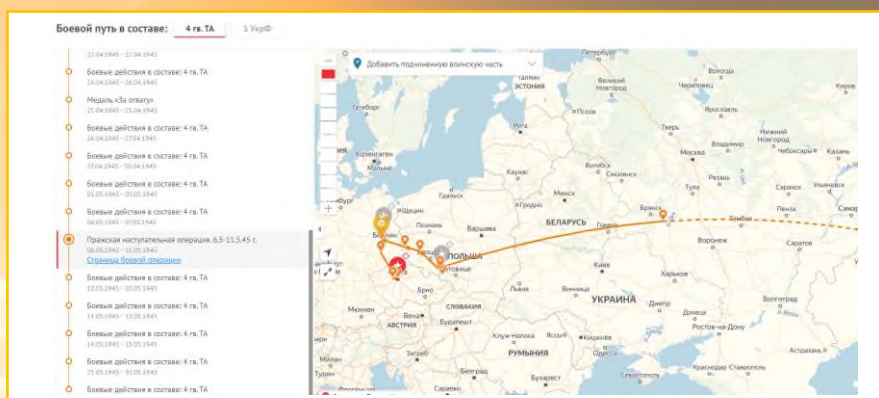 Боевой путь в составе: 4 гв. ТА 1 УкрФ
22.04.1945 - 22.04.1945
Боевые действия в составе: 4 гв. ТА
24.04.1945 - 26.04.1945
Медаль «За отвагу»
25.04.1945 - 25.04.1945
Боевые действия в составе: 4 гв. ТА
26.04.1945 - 27.04.1945
Боевые действия в составе: 4 гв. ТА
27.04.1945 - 30.04.1945
Боевые действия в составе: 4 гв. ТА
01.05.1945 - 05.05.1945
Боевые действия в составе: 4 гв. ТА
06.05.1945 - 07.05.1945
Пражская наступательная операция. 6.5-11.5.45 г.
06.05.1945 - 11.05.1945
Страница боевой операции
Боевые действия в составе: 4 гв. ТА
10.05.1945 - 10.05.1945
Боевые действия в составе: 4 гв. ТА
11.05.1945 - 13.05.1945
Боевые действия в составе: 4 гв. ТА
14.05.1945 - 15.05.1945
Боевые действия в составе: 4 гв. ТА
25.05.1945 - 31.05.1945
Боевые действия в составе: 4 гв. ТА
Добавить подчиненную воинскую часть
Петербург
Таллин
ЭСТОНИЯ
Великий Новгород
Вологда
Череповец
Киров
Гетеборг
Псков
Ярославль
Рига
Тверь
Нижний Новгород
Владимир
Чебоксары
Казань
Копенгаген
Мальмё
Москва
Каунас
Витебск
Смоленск
Рязань
Тула
Саранск
Ульяновск
Гданьск
Минск
Гродно
Брянск
Пенза
Самар
Щецин
БЕЛАРУСЬ
Гомель
Тамбов
Берлин
Познань
Варшава
Воронеж
Саратов
ПОЛЬША
Катовице
Киев
Харьков
Брно
Львов
Винница
Мюнхен
СЛОВАКИЯ
УКРАИНА
Днепр
Волгоград
Вена
АВСТРИЯ
Будапешт
Донецк
Клуж-Напока
Яссы
Кишинёв
Ростов-на-Дону
Милан
Загреб
РУМЫНИЯ
Одесса
Астрахань
Турин
Белград
Бухарест
Севастополь
Краснодар
Ставрополь
Сараево